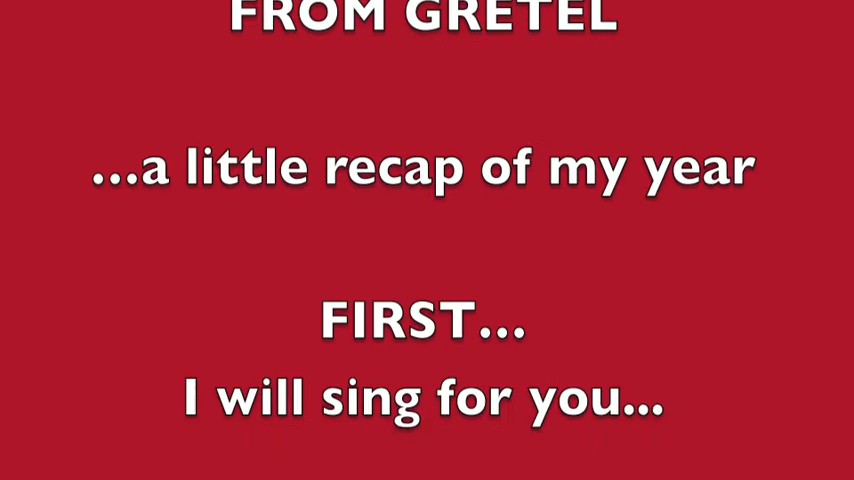 FROM GRETEL
...a little recap of my year
FIRST...
I will sing for you...